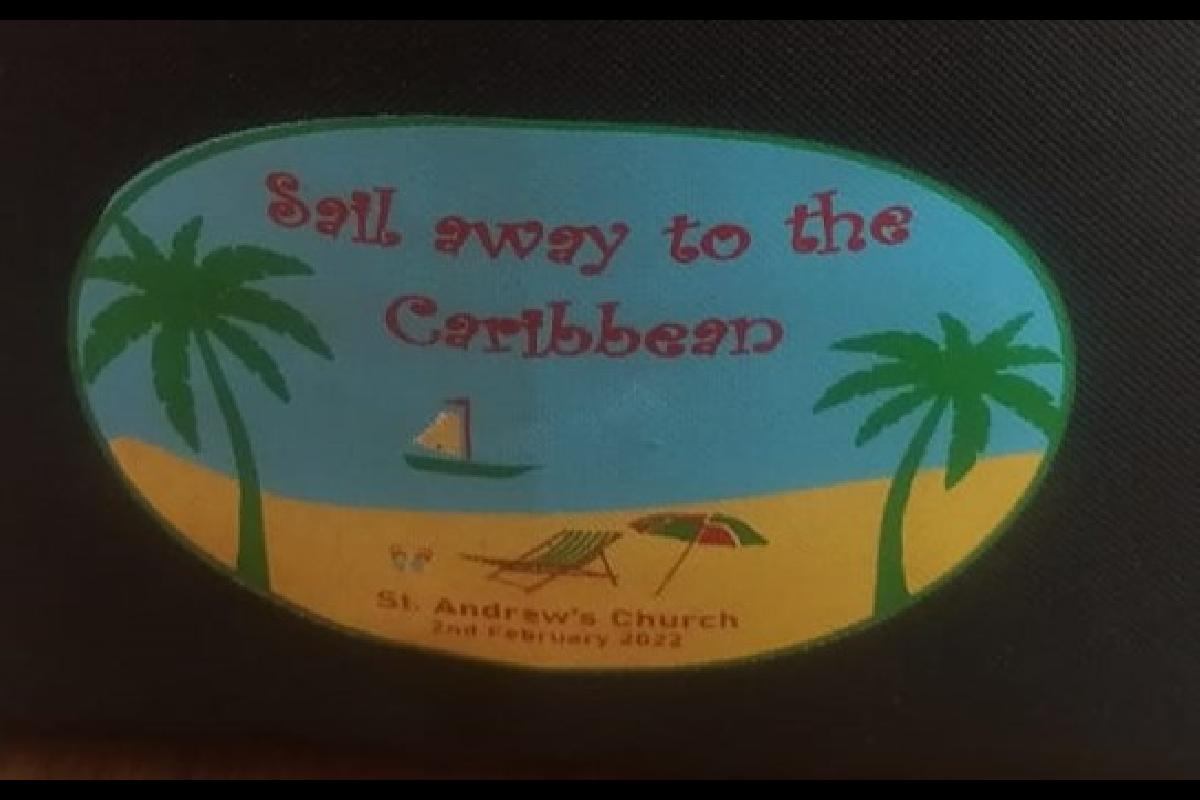 Sail away to the
Caribbean
St. Andrew's Church
2nd February 2022